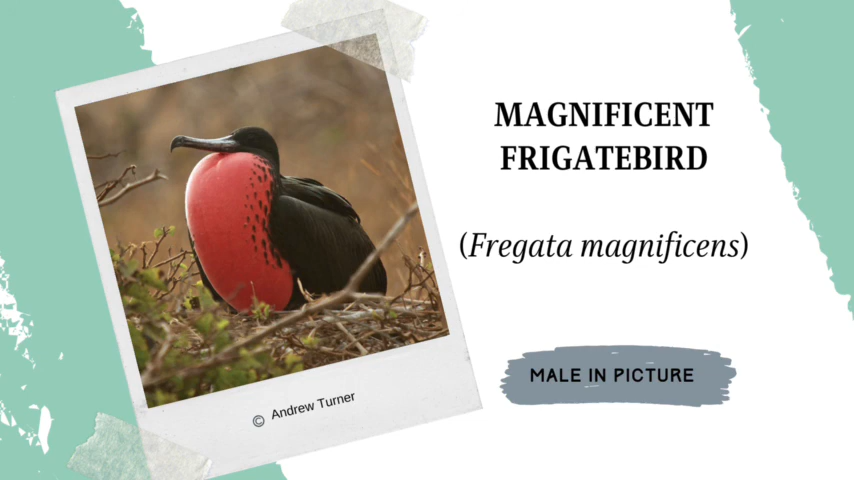 MAGNIFICENT
FRIGATEBIRD
(Fregata magnificens)
MALE IN PICTURE
© Andrew Turner